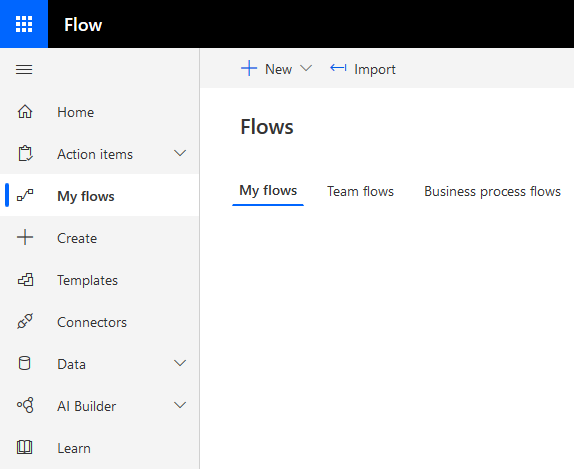 Flow
New
Import
Home
Action items
My flows
Create
Templates
Connectors
Data
AI Builder
Learn
Flows
My flows
Team flows
Business process flows